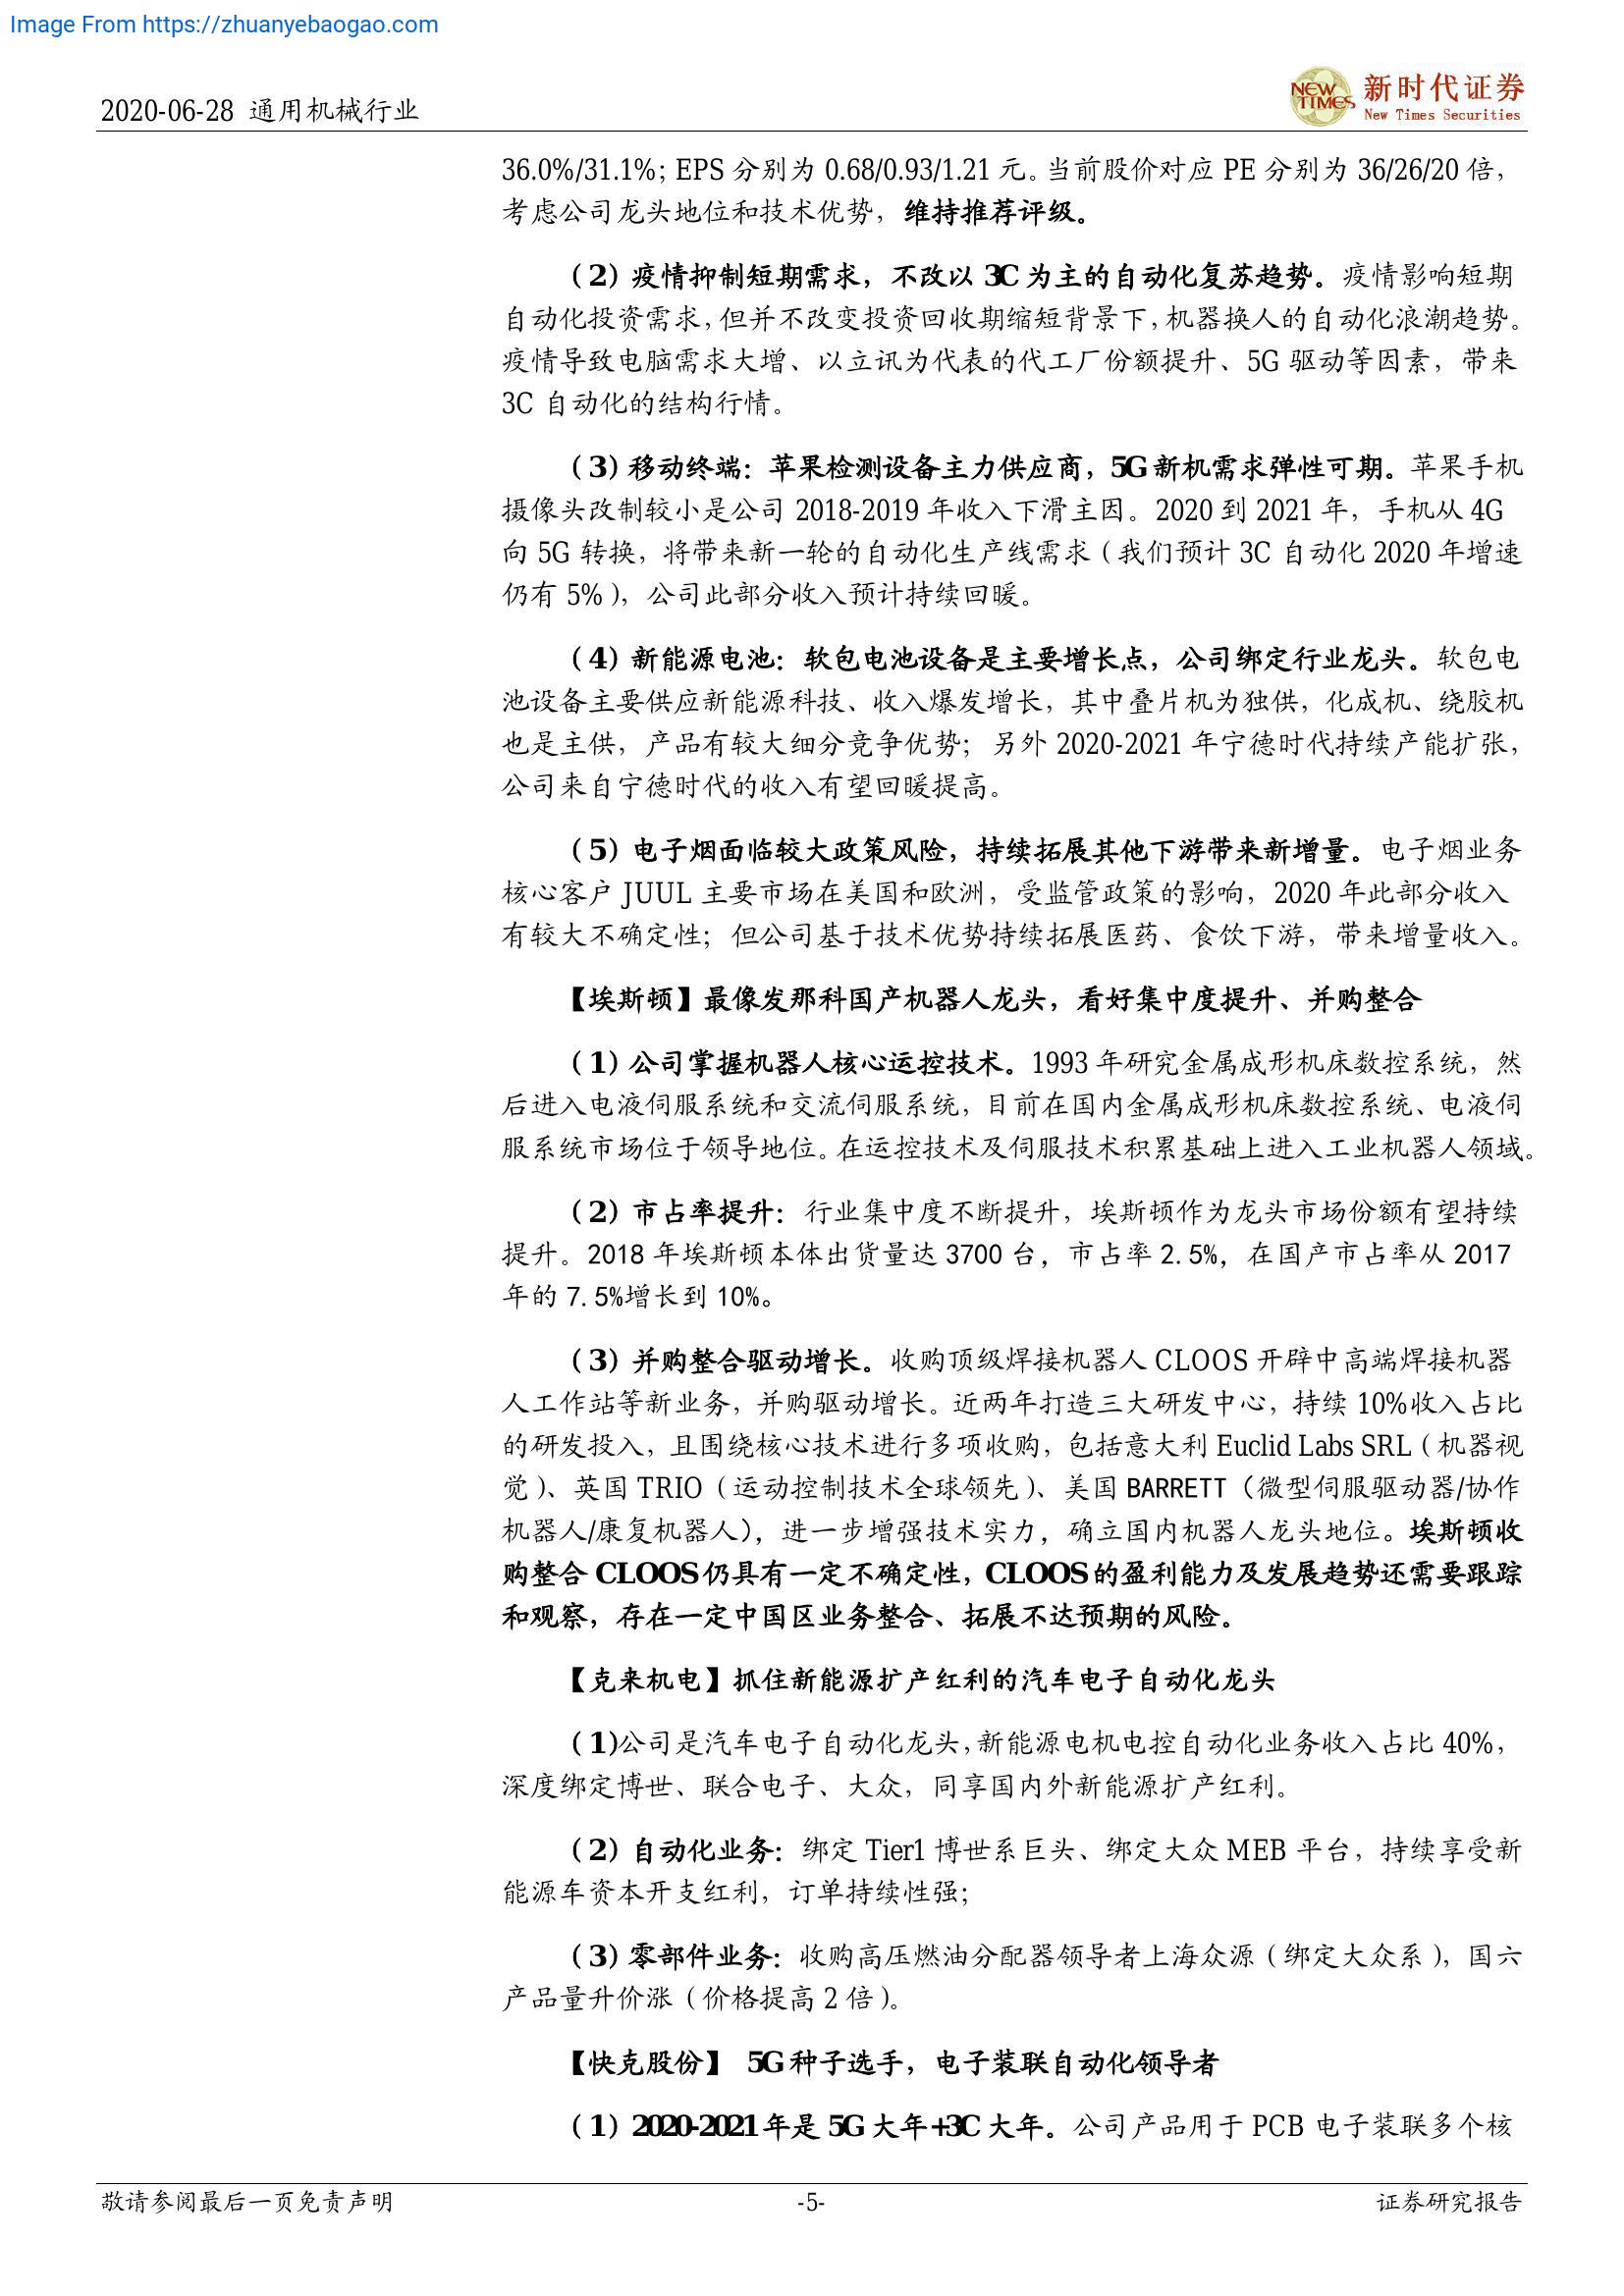 Image From https://zhuanyebaogao.com
2020-06-28 通用机械行业
NEW TIMES 新时代证券
New Times Securities
36.0%/31.1%；EPS 分别为 0.68/0.93/1.21 元。当前股价对应 PE 分别为 36/26/20 倍，
考虑公司龙头地位和技术优势，维持推荐评级。
（2）疫情抑制短期需求，不改以 3C 为主的自动化复苏趋势。疫情影响短期
自动化投资需求，但并不改变投资回收期缩短背景下，机器换人的自动化浪潮趋势。
疫情导致电脑需求大增、以立讯为代表的代工厂份额提升、5G 驱动等因素，带来
3C 自动化的结构行情。
（3）移动终端：苹果检测设备主力供应商，5G 新机需求弹性可期。苹果手机
摄像头改制较小是公司 2018-2019 年收入下滑主因。2020 到 2021 年，手机从 4G
向 5G 转换，将带来新一轮的自动化生产线需求（我们预计 3C 自动化 2020 年增速
仍有 5%），公司此部分收入预计持续回暖。
（4）新能源电池：软包电池设备是主要增长点，公司绑定行业龙头。软包电
池设备主要供应新能源科技、收入爆发增长，其中叠片机为独供，化成机、绕胶机
也是主供，产品有较大细分竞争优势；另外 2020-2021 年宁德时代持续产能扩张，
公司来自宁德时代的收入有望回暖提高。
（5）电子烟面临较大政策风险，持续拓展其他下游带来新增量。电子烟业务
核心客户 JUUL 主要市场在美国和欧洲，受监管政策的影响，2020 年此部分收入
有较大不确定性；但公司基于技术优势持续拓展医药、食饮下游，带来增量收入。
【埃斯顿】最像发那科国产机器人龙头，看好集中度提升、并购整合
（1）公司掌握机器人核心运控技术。1993 年研究金属成形机床数控系统，然
后进入电液伺服系统和交流伺服系统，目前在国内金属成形机床数控系统、电液伺
服系统市场位于领导地位。在运控技术及伺服技术积累基础上进入工业机器人领域。
（2）市占率提升：行业集中度不断提升，埃斯顿作为龙头市场份额有望持续
提升。2018 年埃斯顿本体出货量达 3700 台，市占率 2.5%，在国产市占率从 2017
年的 7.5%增长到 10%。
（3）并购整合驱动增长。收购顶级焊接机器人 CLOOS 开辟中高端焊接机器
人工作站等新业务，并购驱动增长。近两年打造三大研发中心，持续 10%收入占比
的研发投入，且围绕核心技术进行多项收购，包括意大利 Euclid Labs SRL（机器视
觉）、英国 TRIO（运动控制技术全球领先）、美国 BARRETT（微型伺服驱动器/协作
机器人/康复机器人），进一步增强技术实力，确立国内机器人龙头地位。埃斯顿收
购整合 CLOOS 仍具有一定不确定性，CLOOS 的盈利能力及发展趋势还需要跟踪
和观察，存在一定中国区业务整合、拓展不达预期的风险。
【克来机电】抓住新能源扩产红利的汽车电子自动化龙头
（1)公司是汽车电子自动化龙头，新能源电机电控自动化业务收入占比 40%，
深度绑定博世、联合电子、大众，同享国内外新能源扩产红利。
（2）自动化业务：绑定 Tier1 博世系巨头、绑定大众 MEB 平台，持续享受新
能源车资本开支红利，订单持续性强；
（3）零部件业务：收购高压燃油分配器领导者上海众源（绑定大众系），国六
产品量升价涨（价格提高 2 倍）。
【快克股份】 5G 种子选手，电子装联自动化领导者
（1）2020-2021 年是 5G 大年+3C 大年。公司产品用于 PCB 电子装联多个核
敬请参阅最后一页免责声明 -5- 证券研究报告